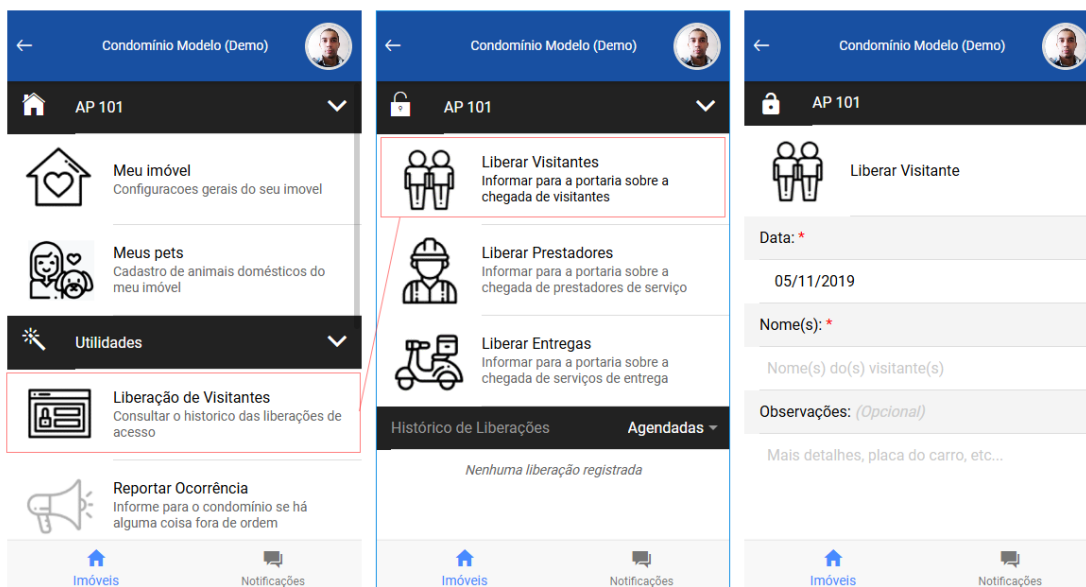 Condomínio Modelo (Demo)
AP 101
Meu imóvel
Configuracoes gerais do seu imovel
Meus pets
Cadastro de animais domésticos do
meu imóvel
Utilidades
Liberação de Visitantes
Consultar o historico das liberações de
acesso
Reportar Ocorrência
Informe para o condomínio se há
alguma coisa fora de ordem
Imóveis
Notificações
Condomínio Modelo (Demo)
AP 101
Liberar Visitantes
Informar para a portaria sobre a
chegada de visitantes
Liberar Prestadores
Informar para a portaria sobre a
chegada de prestadores de serviço
Liberar Entregas
Informar para a portaria sobre a
chegada de serviços de entrega
Histórico de Liberações Agendadas
Nenhuma liberação registrada
Imóveis
Notificações
Condomínio Modelo (Demo)
AP 101
Liberar Visitante
Data: *
05/11/2019
Nome(s): *
Nome(s) do(s) visitante(s)
Observações: (Opcional)
Mais detalhes, placa do carro, etc...
Imóveis
Notificações